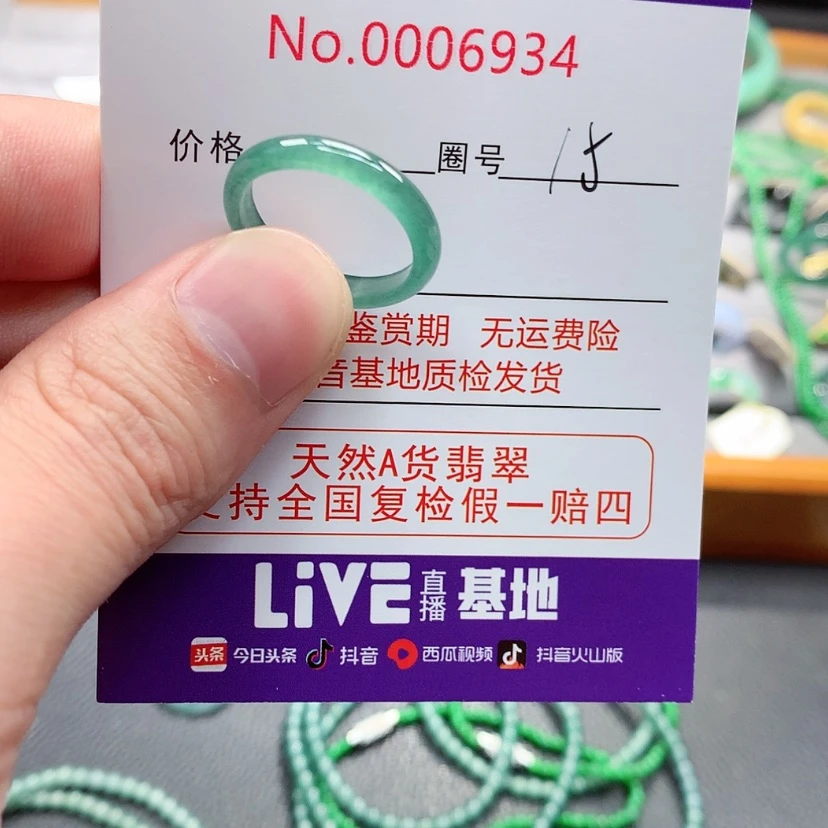 No.0006934
价格 圈号 15
鉴赏期 无运费险
音基地质检发货
天然A货翡翠
支持全国复检假一赔四
LiVE直播基地
头条 今日头条 抖音 西瓜视频 抖音火山版